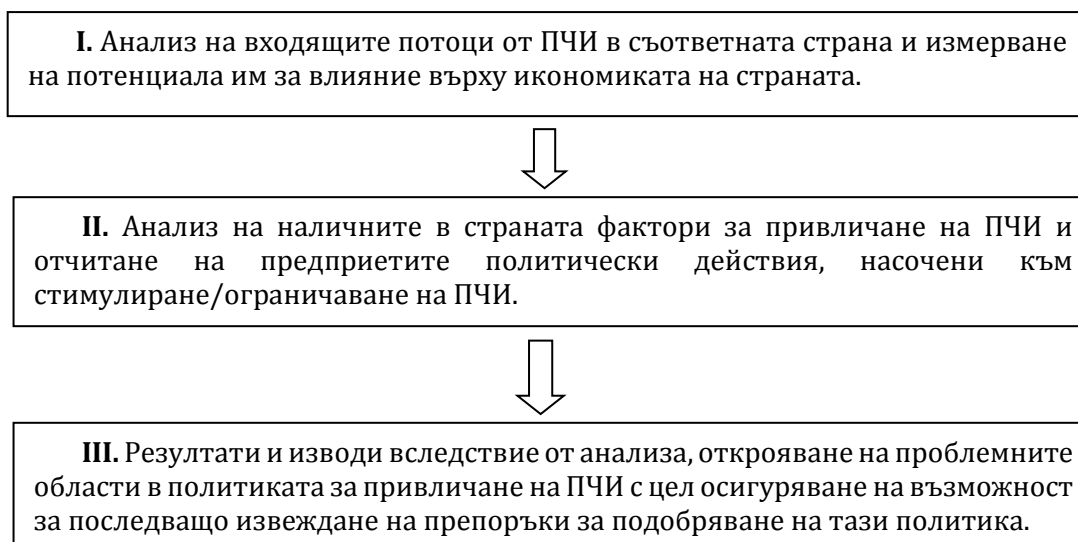 I. Анализ на входящите потоци от ПЧИ в съответната страна и измерване
на потенциала им за влияние върху икономиката на страната.
II. Анализ на наличните в страната фактори за привличане на ПЧИ и
отчитане на предприетите политически действия, насочени към
стимулиране/ограничаване на ПЧИ.
III. Резултати и изводи вследствие от анализа, открояване на проблемните
области в политиката за привличане на ПЧИ с цел осигуряване на възможност
за последващо извеждане на препоръки за подобряване на тази политика.